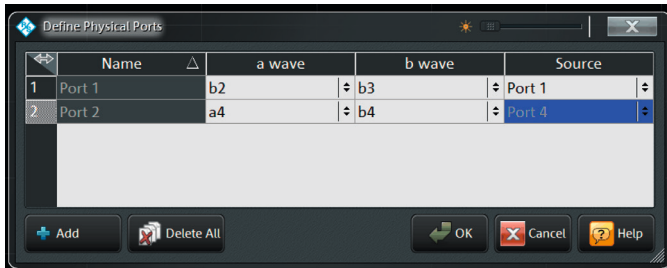 Define Physical Ports
Name a wave b wave Source
1 Port 1 b2 b3 Port 1
2 Port 2 a4 b4 Port 4
Add Delete All OK Cancel Help